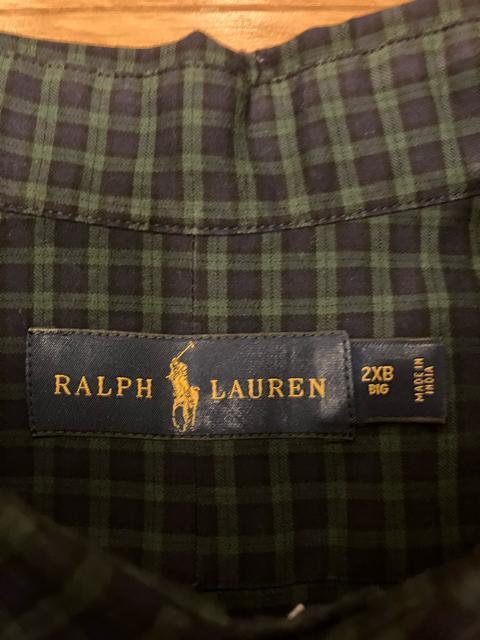 RALPH LAUREN
2XB
BIG
MADE IN
INDIA